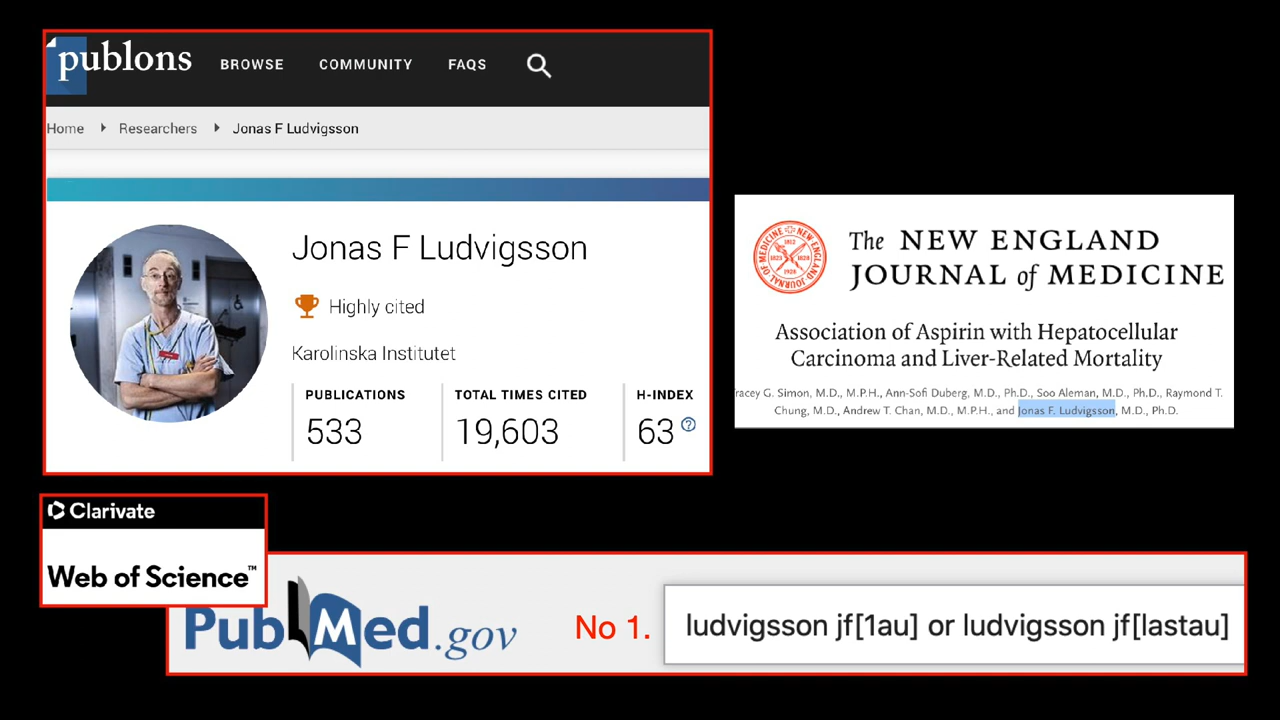 publons
BROWSE COMMUNITY FAQS
Home Researchers Jonas F Ludvigsson
Jonas F Ludvigsson
Highly cited
Karolinska Institutet
PUBLICATIONS TOTAL TIMES CITED H-INDEX
533 19,603 63 ?
The NEW ENGLAND
JOURNAL of MEDICINE
Association of Aspirin with Hepatocellular
Carcinoma and Liver-Related Mortality
racey G. Simon, M.D., M.P.H., Ann-Sofi Duberg, M.D., Ph.D., Soo Aleman, M.D., Ph.D., Raymond T.
Chung, M.D., Andrew T. Chan, M.D., M.P.H., and Jonas F. Ludvigsson, M.D., Ph.D.
Clarivate
Web of Science™
PubMed.gov No 1. ludvigsson jf[1au] or ludvigsson jf[lastau]